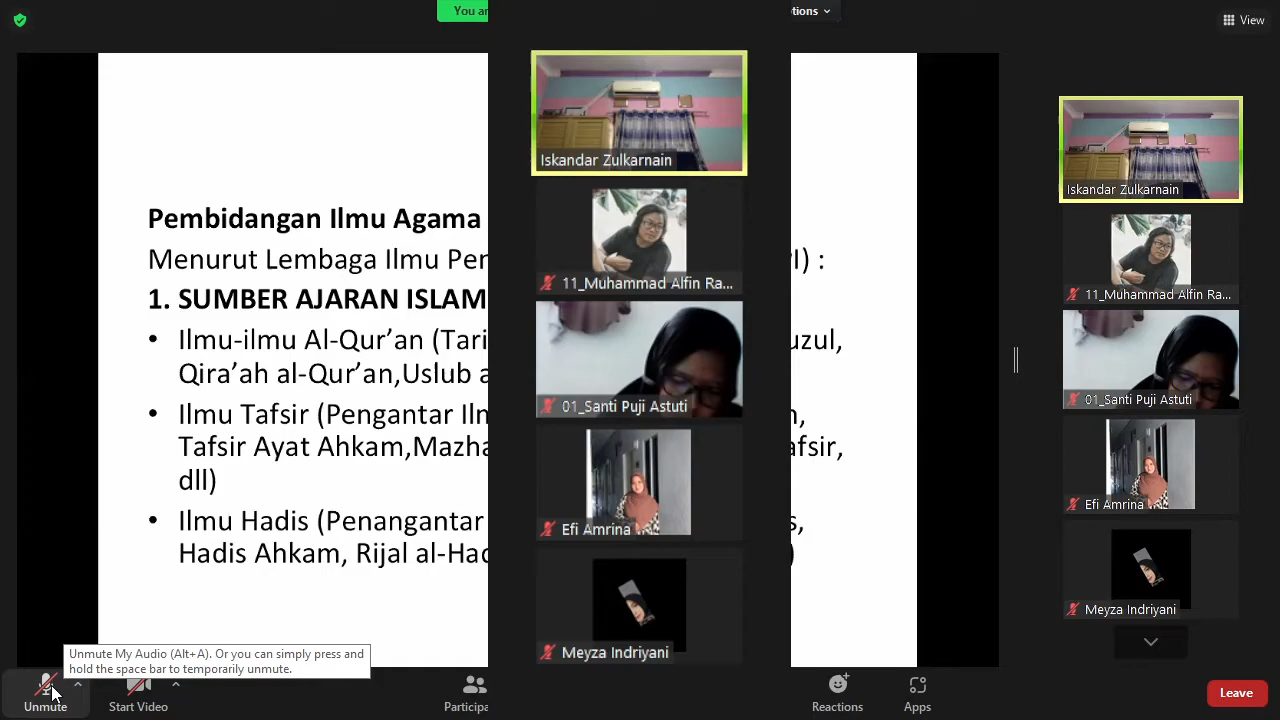 You ar
tions
View
Pembidangan Ilmu Agama
Menurut Lembaga Ilmu Pen
PI) :
1. SUMBER AJARAN ISLAM
• Ilmu-ilmu Al-Qur’an (Tari
uzul,
Qira’ah al-Qur’an,Uslub a
• Ilmu Tafsir (Pengantar Ilm
n,
Tafsir Ayat Ahkam,Mazha
afsir,
dll)
• Ilmu Hadis (Penangantar
s,
Hadis Ahkam, Rijal al-Had
)
Iskandar Zulkarnain
11_Muhammad Alfin Ra...
01_Santi Puji Astuti
Efi Amrina
Meyza Indriyani
Iskandar Zulkarnain
11_Muhammad Alfin Ra...
01_Santi Puji Astuti
Efi Amrina
Meyza Indriyani
Unmute My Audio (Alt+A). Or you can simply press and
hold the space bar to temporarily unmute.
Unmute
Start Video
Participa
Reactions
Apps
Leave